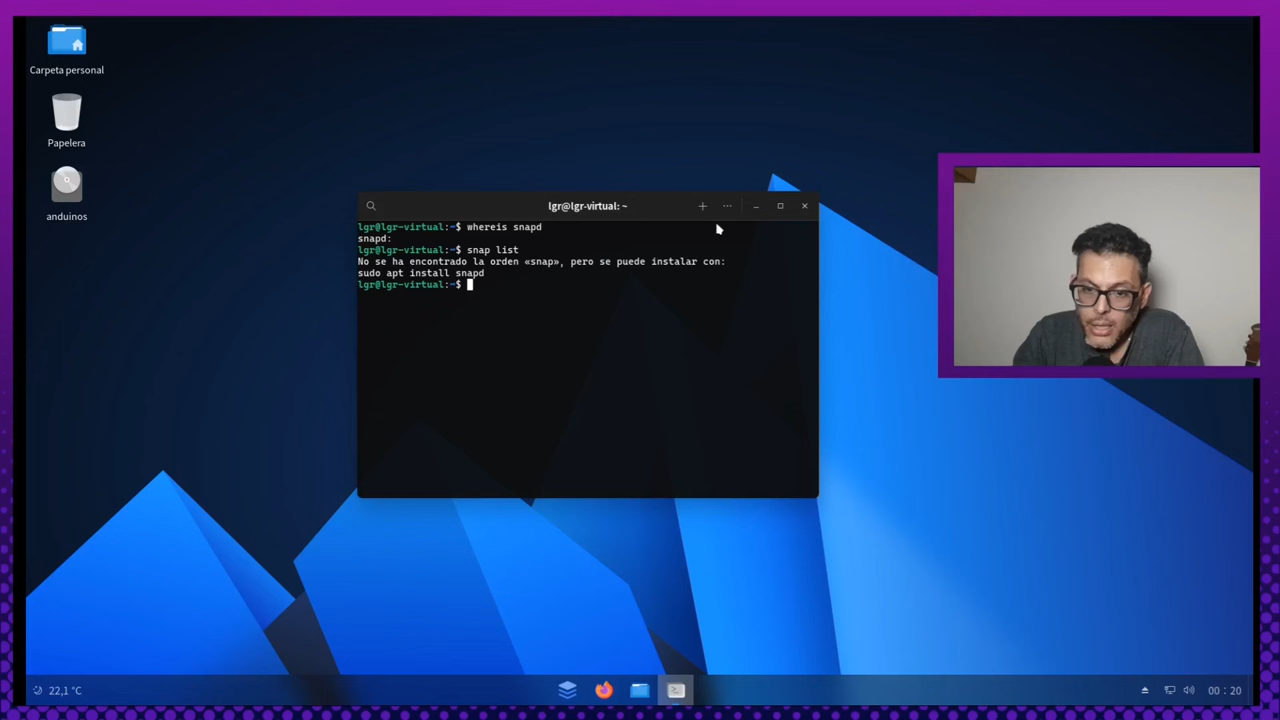 Carpeta personal
Papelera
anduinos
lgr@lgr-virtual: ~
lgr@lgr-virtual:~$ whereis snapd
snapd:
lgr@lgr-virtual:~$ snap list
No se ha encontrado la orden «snap», pero se puede instalar con:
sudo apt install snapd
lgr@lgr-virtual:~$
22,1 °C
00 : 20